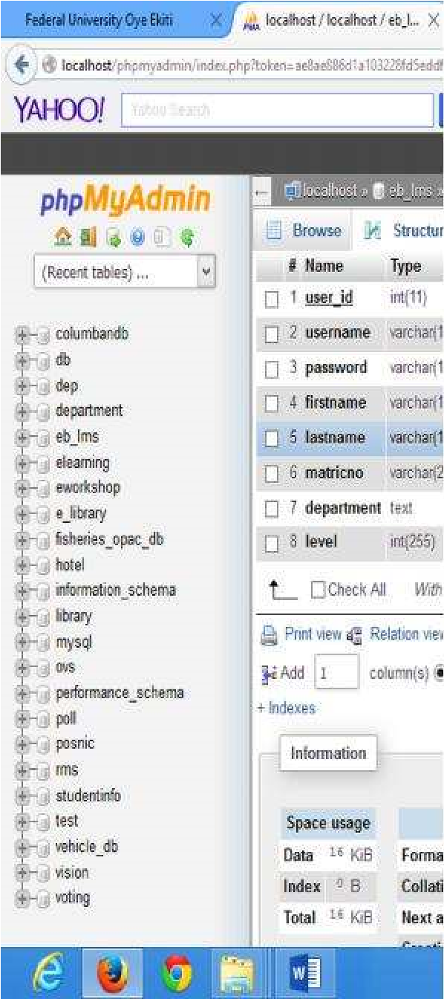 Federal University Oye Ekiti
localhost / localhost / eb_l...
localhost/phpmyadmin/index.php?token=ae8ae886d1a103228fd5eddf
YAHOO!
Yahoo Search
phpMyAdmin
localhost » eb_lms »
(Recent tables) ...
columbandb
db
dep
department
eb_lms
elearning
eworkshop
e_library
fisheries_opac_db
hotel
information_schema
library
mysql
ovs
performance_schema
poll
posnic
rms
studentinfo
test
vehicle_db
vision
voting
Browse Structur
# Name Type
1 user_id int(11)
2 username varchar(1
3 password varchar(1
4 firstname varchar(1
5 lastname varchar(1
6 matricno varchar(2
7 department text
8 level int(255)
Check All With
Print view Relation view
Add 1 column(s)
+ Indexes
Information
Space usage
Data 16 KiB Forma
Index 0 B Collati
Total 16 KiB Next a